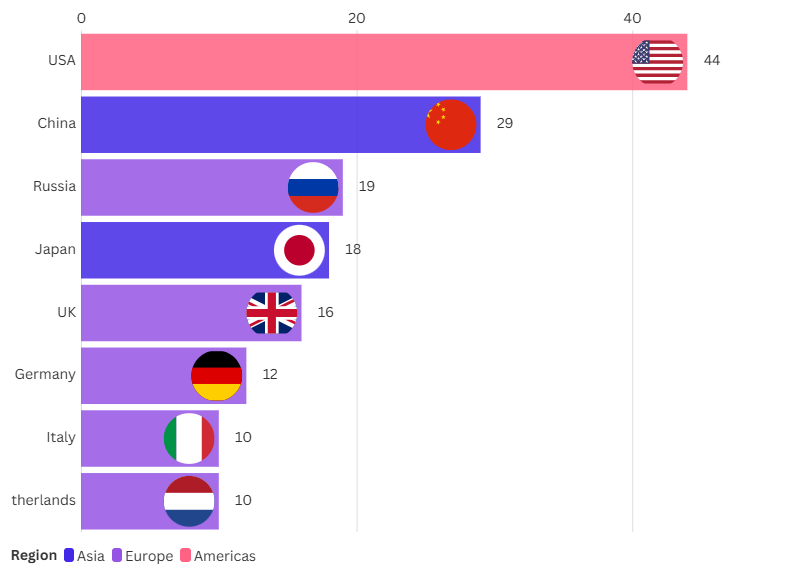 0 20 40
USA 44
China 29
Russia 19
Japan 18
UK 16
Germany 12
Italy 10
therlands 10
Region Asia Europe Americas